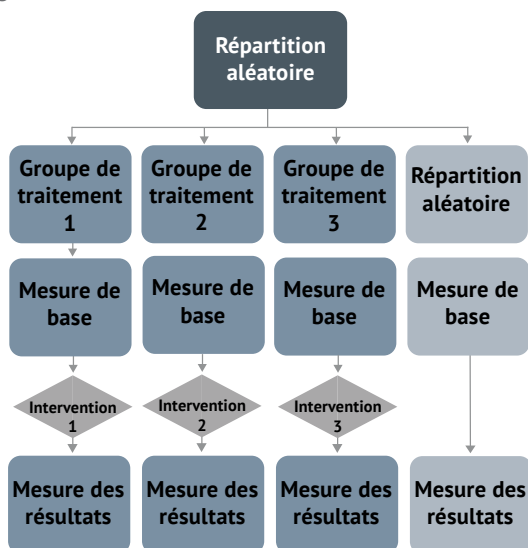 Répartition
aléatoire
Groupe de
traitement
1
Groupe de
traitement
2
Groupe de
traitement
3
Répartition
aléatoire
Mesure de
base
Mesure de
base
Mesure de
base
Mesure de
base
Intervention
1
Intervention
2
Intervention
3
Mesure des
résultats
Mesure des
résultats
Mesure des
résultats
Mesure des
résultats